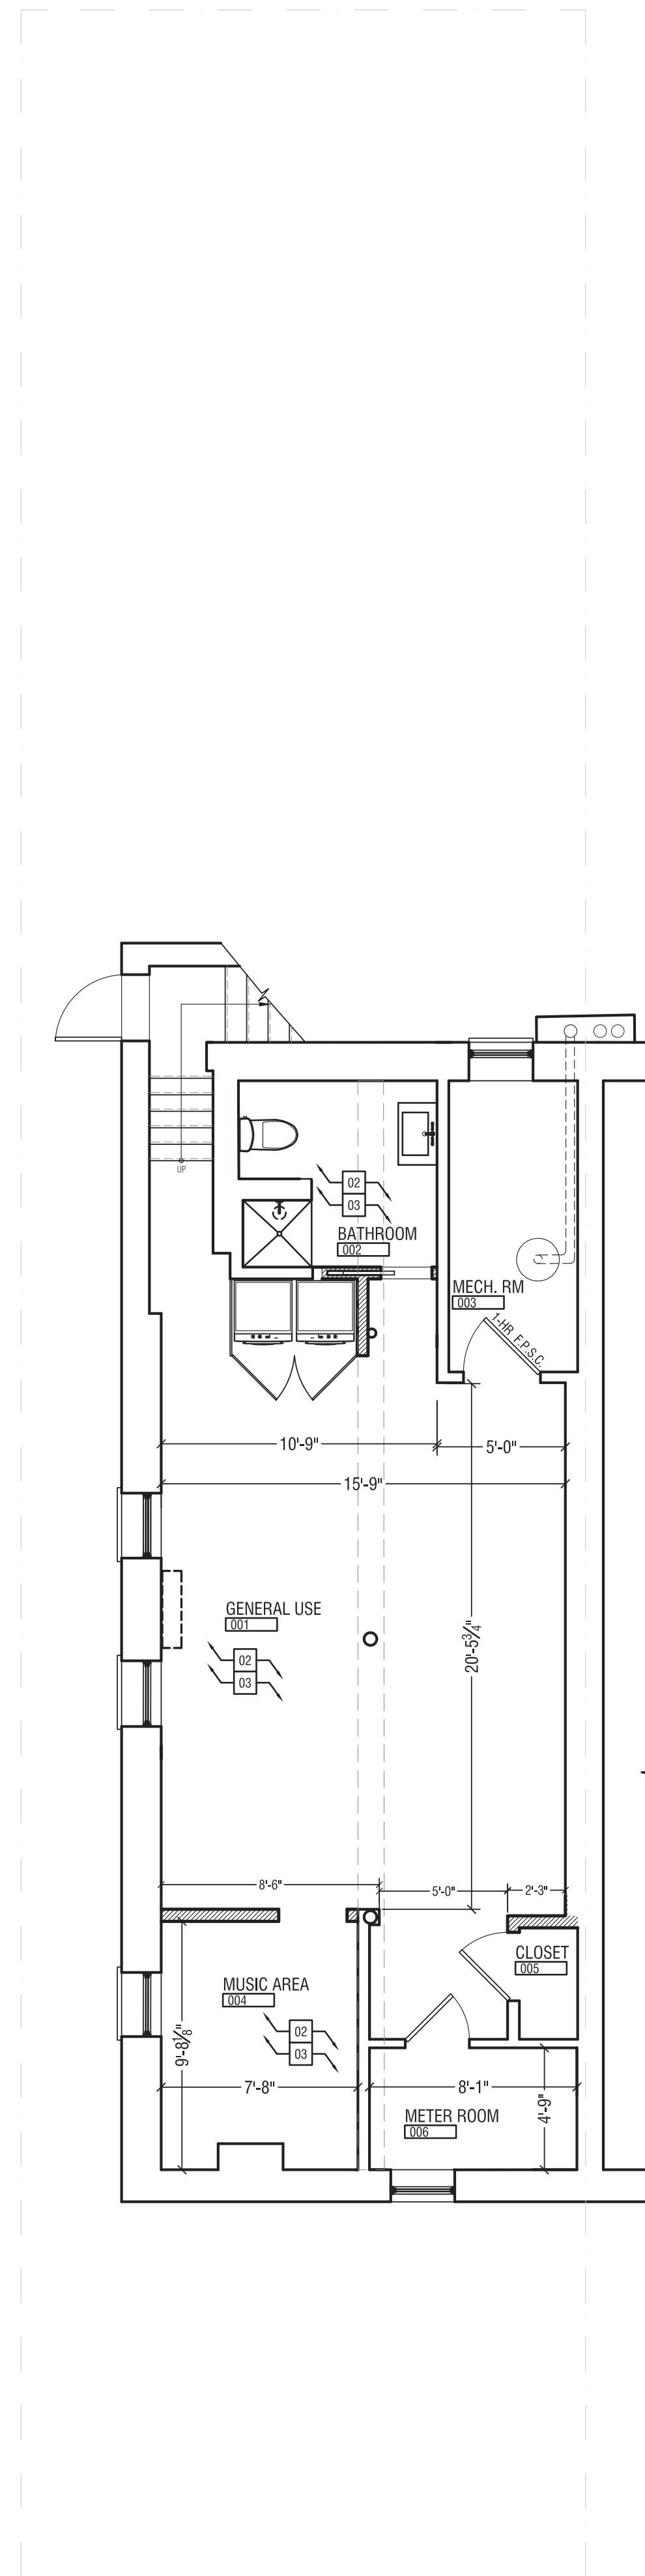 UP
02
03
BATHROOM
002
MECH. RM
003
1-HR F.P.S.C.
10'-9"
5'-0"
15'-9"
GENERAL USE
001
02
03
20'-5¾"
8'-6"
5'-0"
2'-3"
CLOSET
005
MUSIC AREA
004
02
03
9'-8⅛"
7'-8"
8'-1"
4'-9"
METER ROOM
006